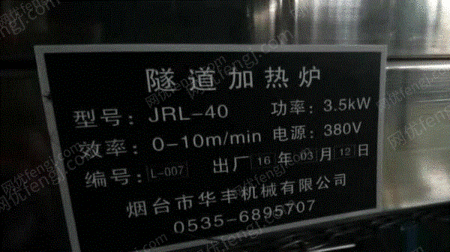 隧道加热炉
型号: JRL-40 功率: 3.5kW
效率: 0-10m/min 电源: 380V
编号: L-007 出厂 16 年 03 月 12 日
烟台市华丰机械有限公司
0535-6895707